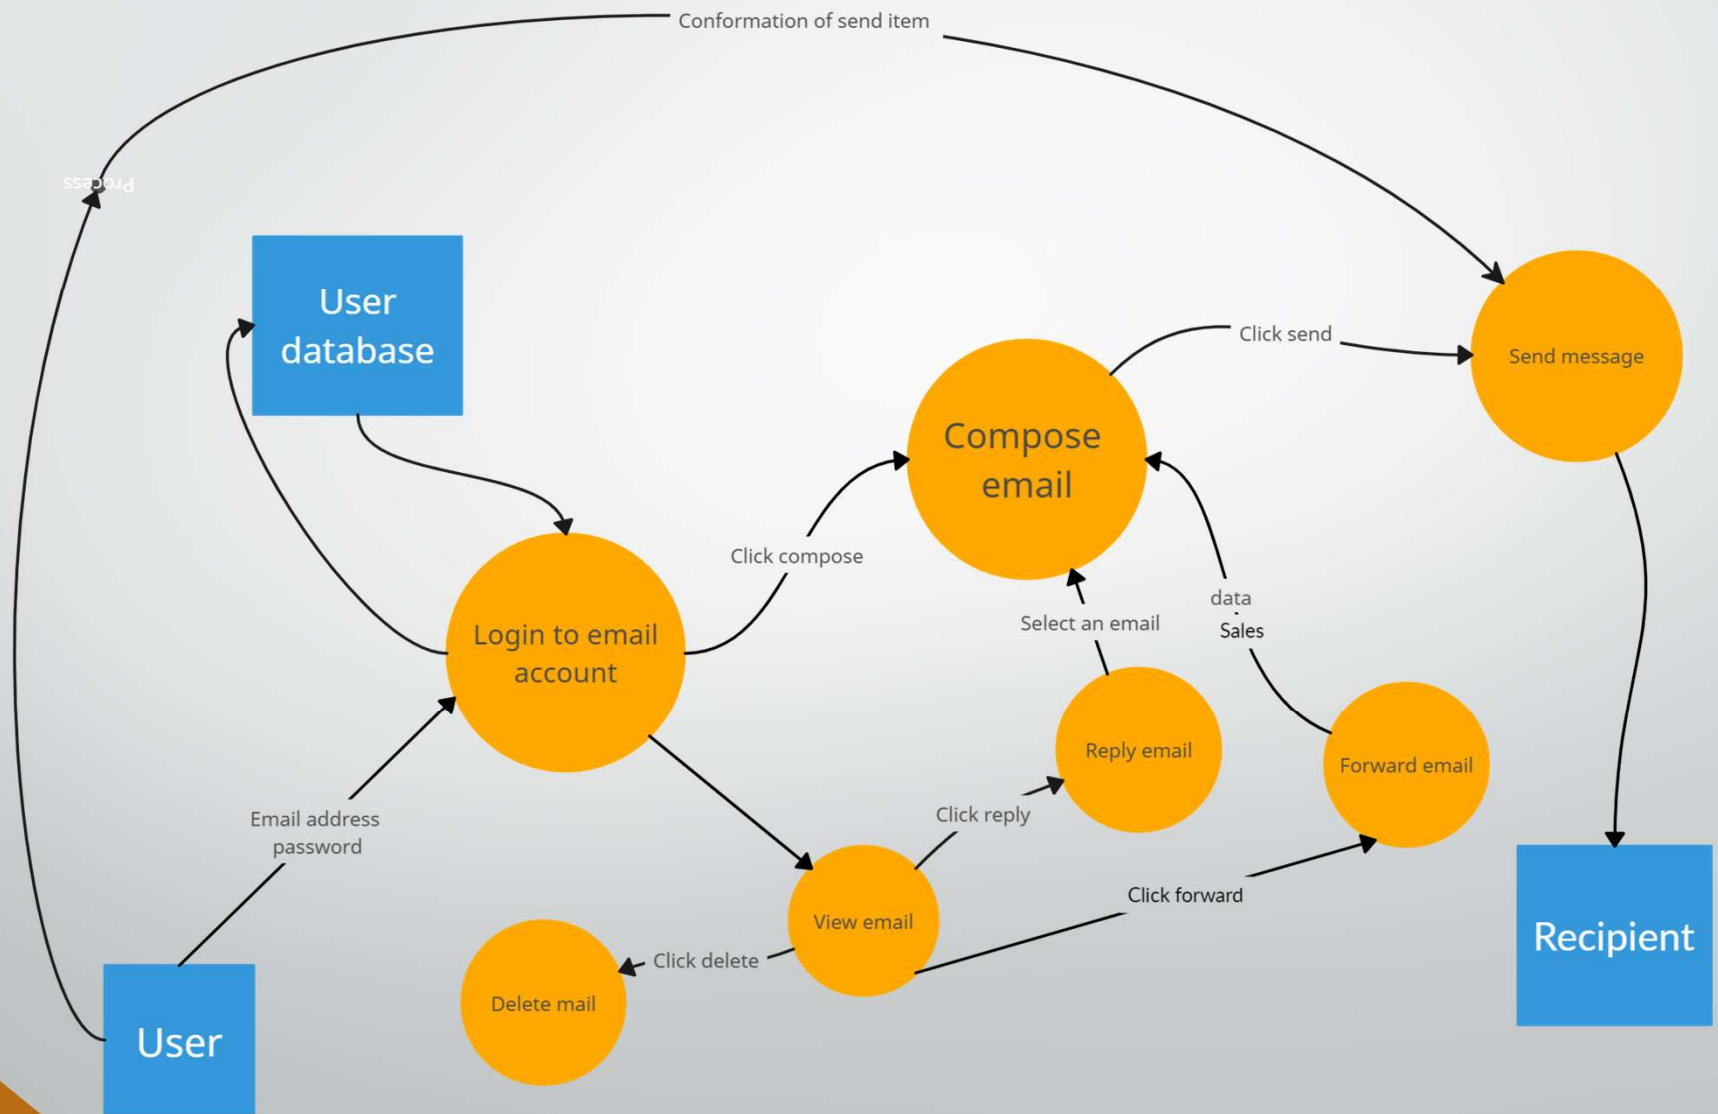 Conformation of send item
Process
User
database
Click send
Send message
Compose
email
Click compose
data
Sales
Select an email
Login to email
account
Reply email
Forward email
Email address
password
Click reply
Click forward
View email
Click delete
Delete mail
Recipient
User